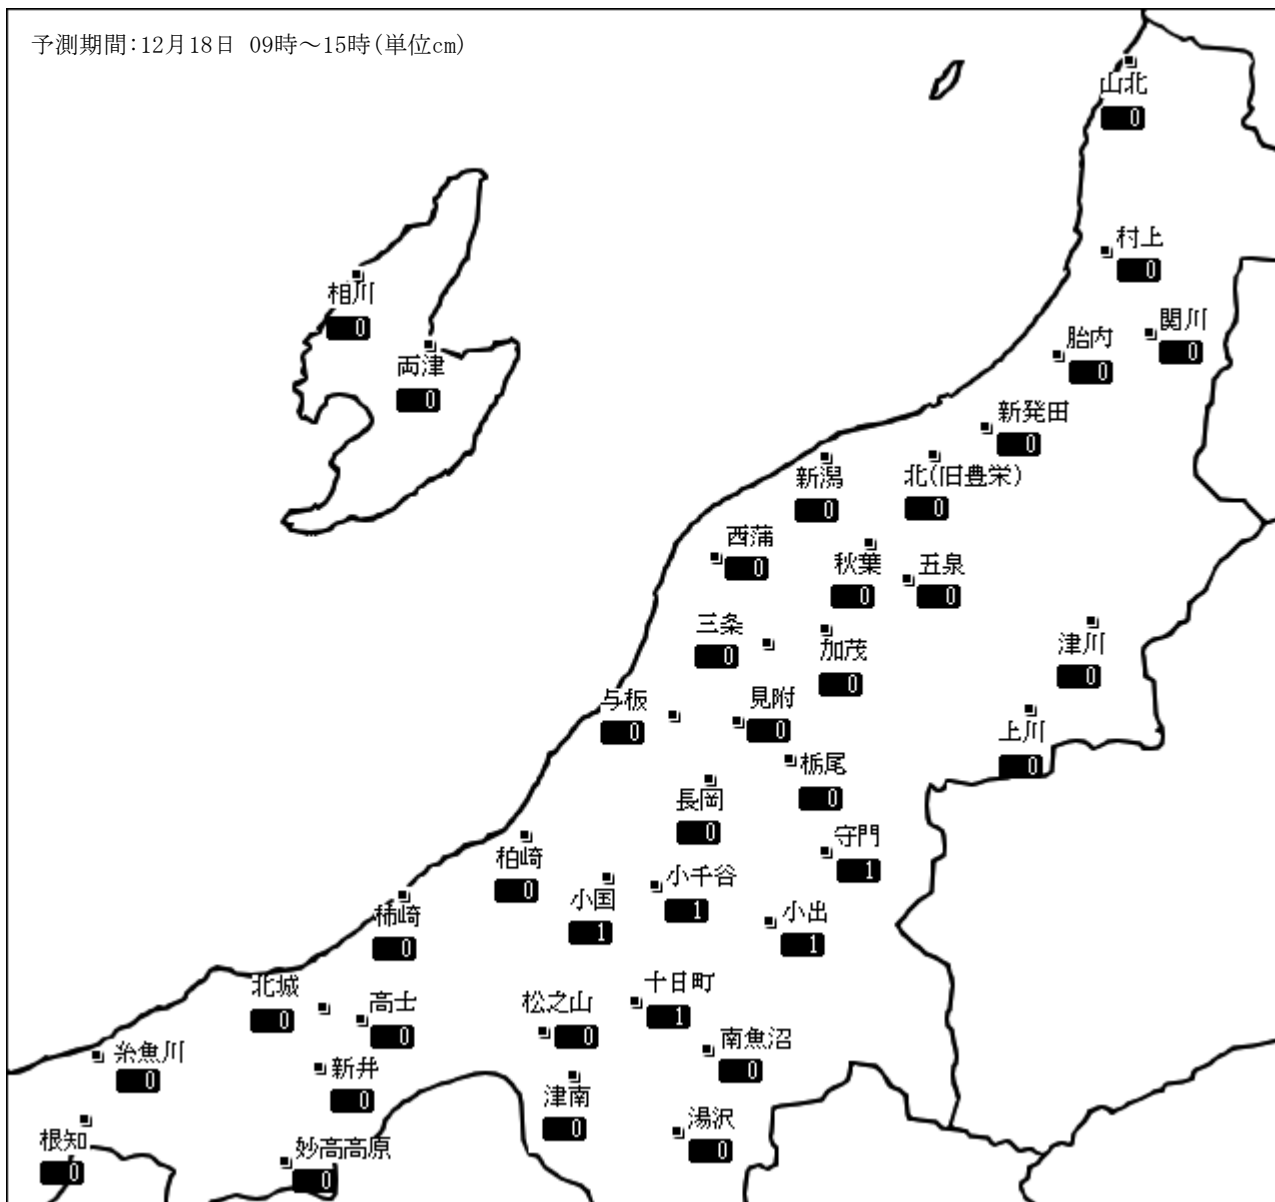 予測期間:12月18日 09時～15時(単位cm)
山北
0
村上
0
相川
0
関川
0
胎内
0
両津
0
新発田
0
新潟
0
北(旧豊栄)
0
西蒲
0
秋葉
0
五泉
0
三条
0
加茂
0
津川
0
与板
0
見附
0
上川
0
栃尾
0
長岡
0
守門
1
柏崎
0
小千谷
1
小国
1
小出
1
柿崎
0
十日町
1
北城
0
高士
0
松之山
0
南魚沼
0
糸魚川
0
新井
0
津南
0
湯沢
0
根知
0
妙高高原
0